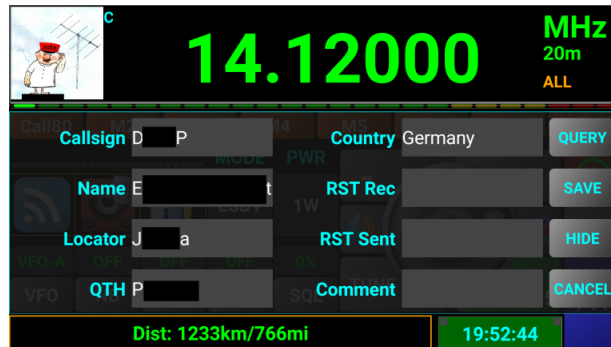 C
14.12000
MHz
20m
ALL
Call80 M4 M5
Callsign D P Country Germany QUERY
MODE PWR
Name E t RST Rec SAVE
1W
Locator J a RST Sent HIDE
VFO-A OFF OFF OFF 0%
QTH P Comment CANCEL
VFO SQL
Dist: 1233km/766mi 19:52:44